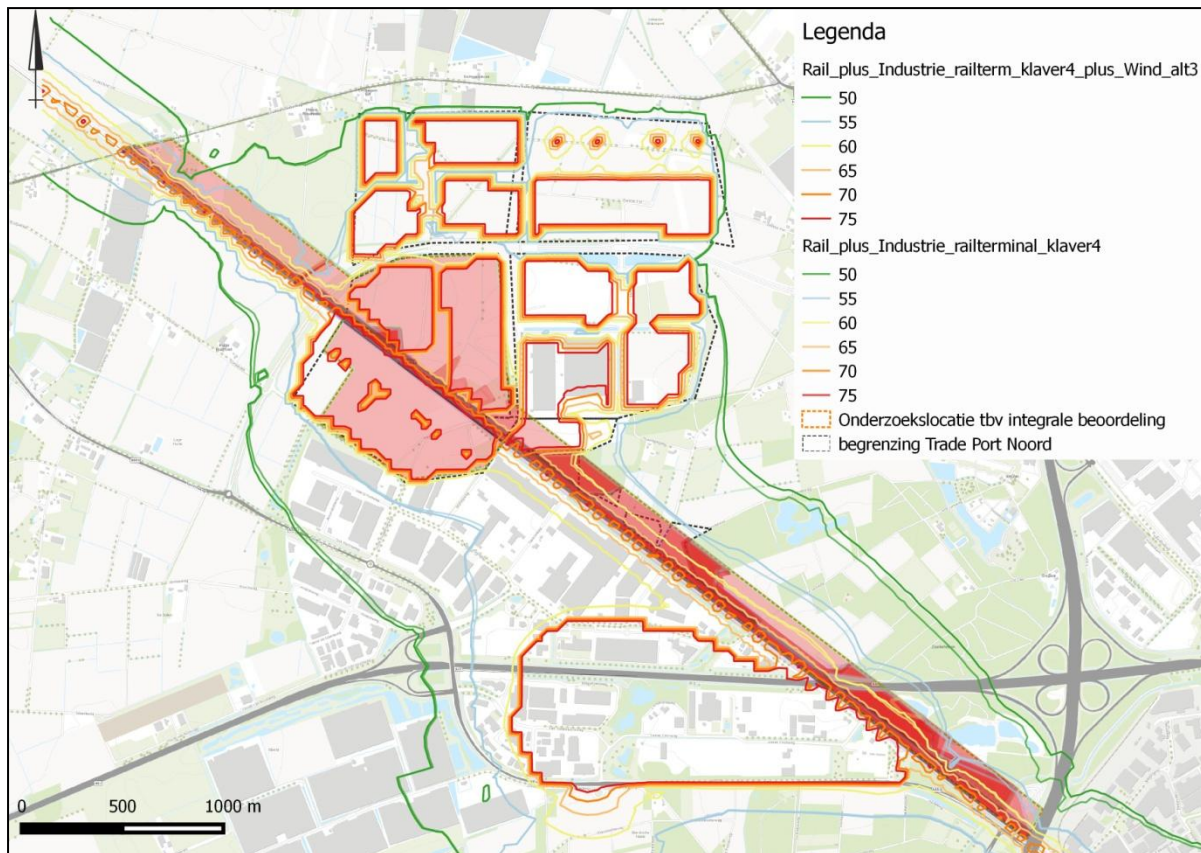 Legenda
Rail_plus_Industrie_railterm_klaver4_plus_Wind_alt3
50
55
60
65
70
75
Rail_plus_Industrie_railterminal_klaver4
50
55
60
65
70
75
Onderzoekslocatie tbv integrale beoordeling
begrenzing Trade Port Noord
0 500 1000 m